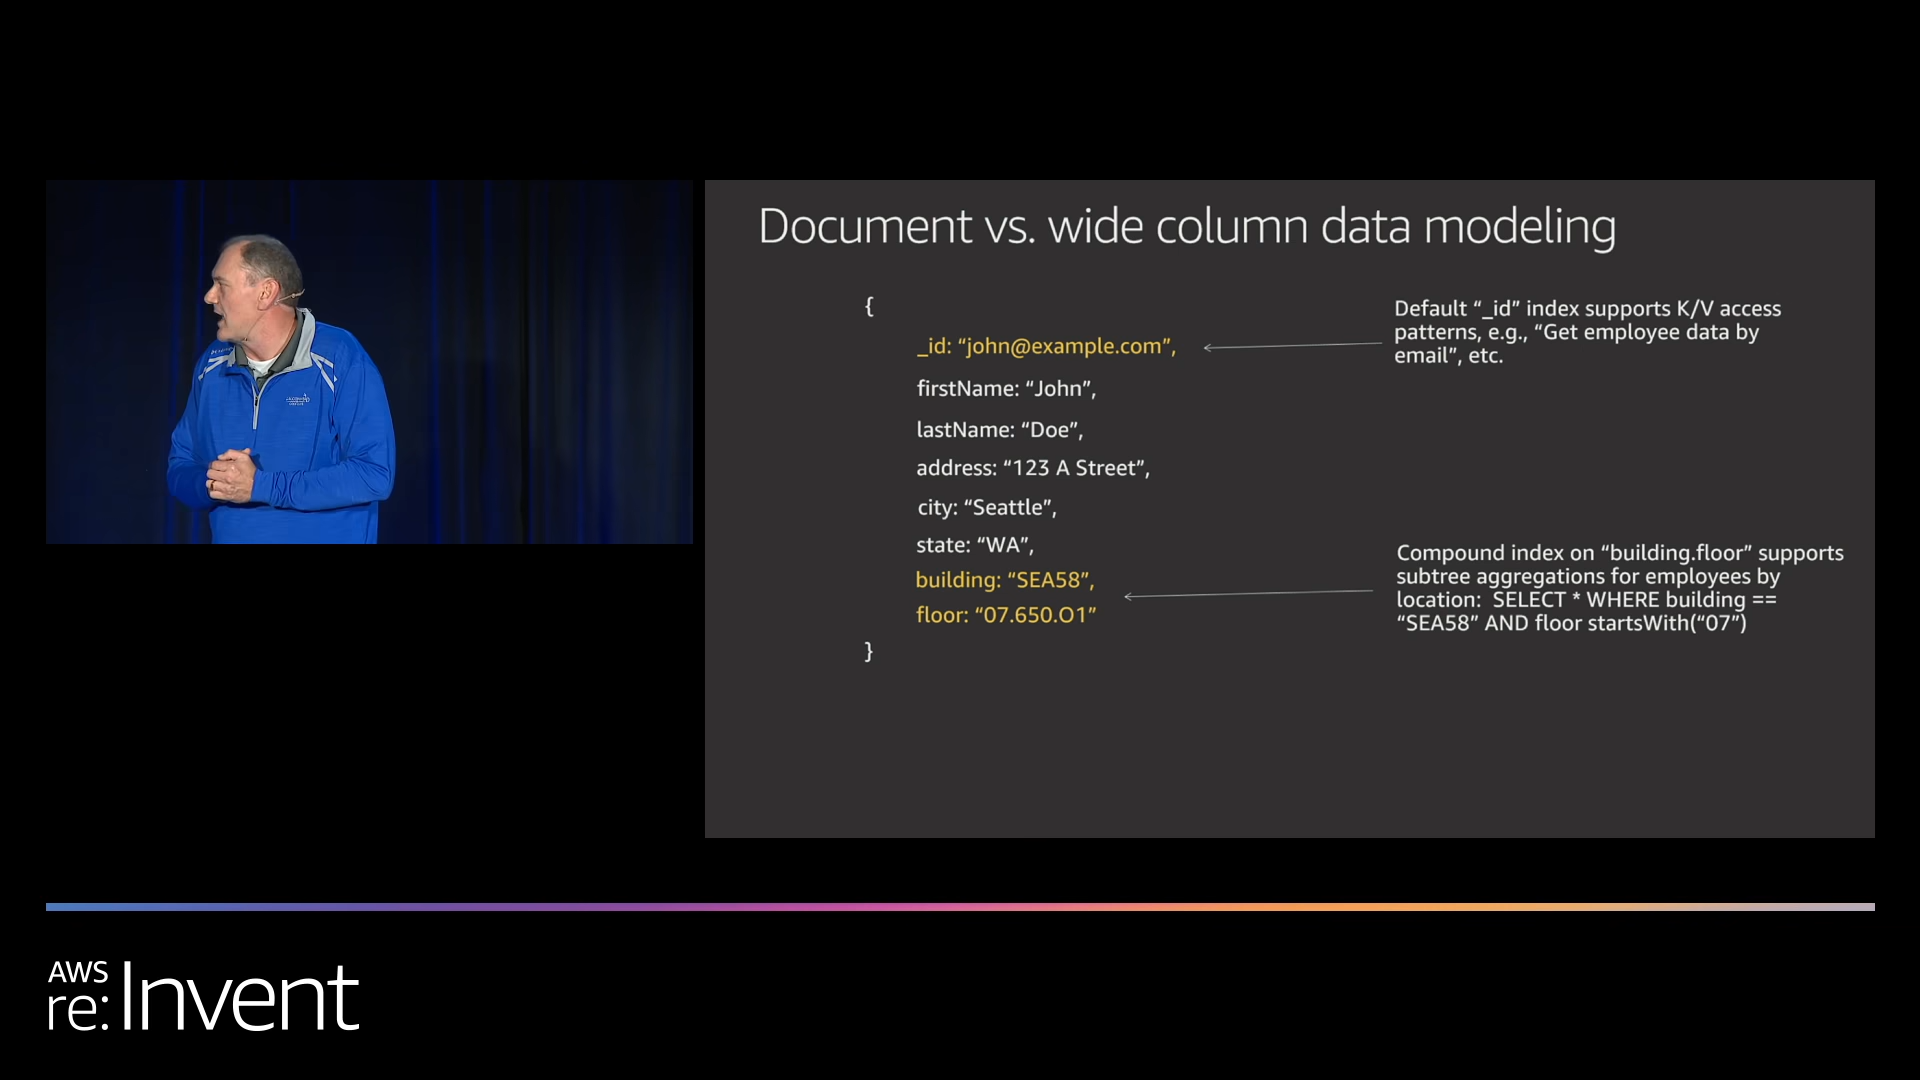 Document vs. wide column data modeling
{
_id: “john@example.com”,
firstName: “John”,
lastName: “Doe”,
address: “123 A Street”,
city: “Seattle”,
state: “WA”,
building: “SEA58”,
floor: “07.650.O1”
}
Default “_id” index supports K/V access
patterns, e.g., “Get employee data by
email”, etc.
Compound index on “building.floor” supports
subtree aggregations for employees by
location:  SELECT * WHERE building ==
“SEA58” AND floor startsWith(“07”)
AWS
re:Invent